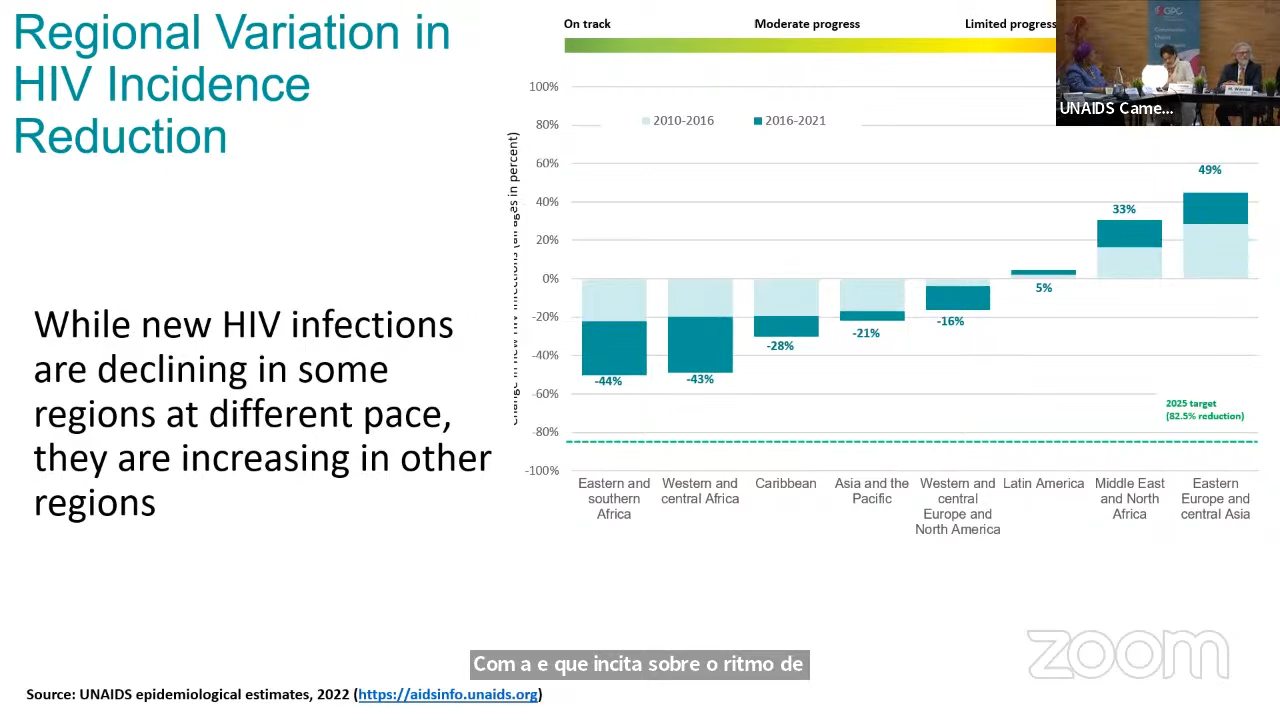 Regional Variation in
HIV Incidence
Reduction
While new HIV infections
are declining in some
regions at different pace,
they are increasing in other
regions
On track
Moderate progress
Limited progress
100%
80%
60%
40%
20%
0%
-20%
-40%
-60%
-80%
-100%
2010-2016
2016-2021
-44%
-43%
-28%
-21%
-16%
5%
33%
49%
2025 target
(82.5% reduction)
Eastern and
southern
Africa
Western and
central Africa
Caribbean
Asia and the
Pacific
Western and
central
Europe and
North America
Latin America
Middle East
and North
Africa
Eastern
Europe and
central Asia
GPC
UNAIDS Came...
zoom
Com a e que incita sobre o ritmo de
Source: UNAIDS epidemiological estimates, 2022 (https://aidsinfo.unaids.org)